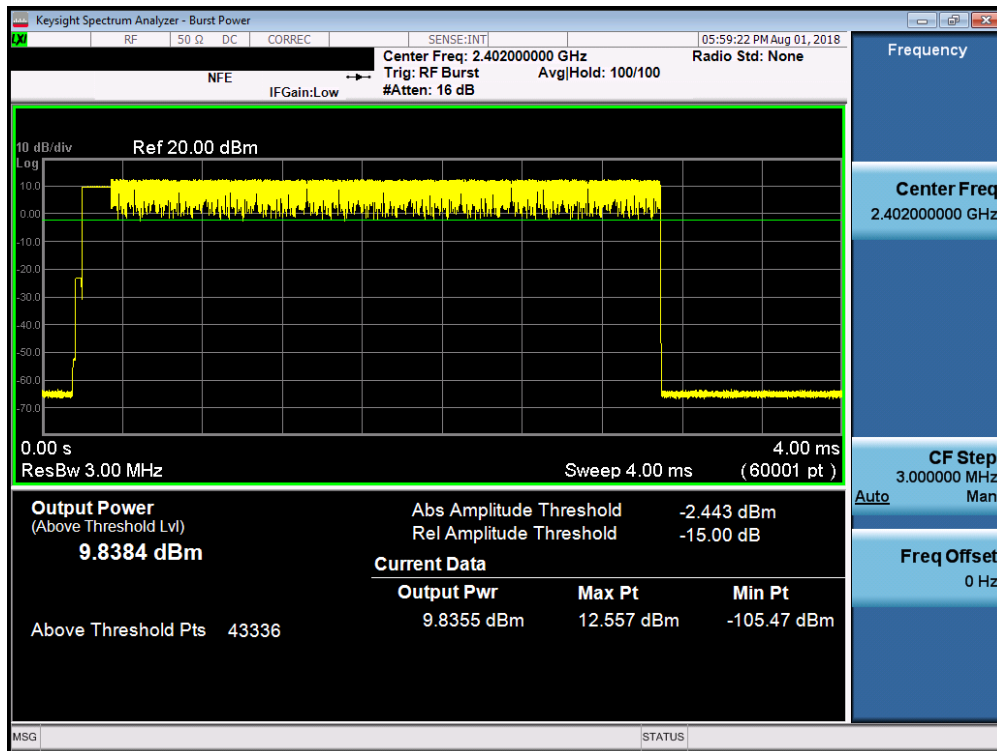 Keysight Spectrum Analyzer - Burst Power
LXI RF 50 Ω DC CORREC SENSE:INT 05:59:22 PM Aug 01, 2018
Center Freq: 2.402000000 GHz Radio Std: None
NFE Trig: RF Burst Avg|Hold: 100/100
IFGain:Low #Atten: 16 dB
Frequency
10 dB/div Ref 20.00 dBm
Log
10.0
0.00
-10.0
-20.0
-30.0
-40.0
-50.0
-60.0
-70.0
0.00 s 4.00 ms
ResBw 3.00 MHz Sweep 4.00 ms (60001 pt)
Output Power
(Above Threshold Lvl)
9.8384 dBm
Above Threshold Pts 43336
Abs Amplitude Threshold -2.443 dBm
Rel Amplitude Threshold -15.00 dB
Current Data
Output Pwr Max Pt Min Pt
9.8355 dBm 12.557 dBm -105.47 dBm
Center Freq
2.402000000 GHz
CF Step
3.000000 MHz
Auto Man
Freq Offset
0 Hz
MSG STATUS